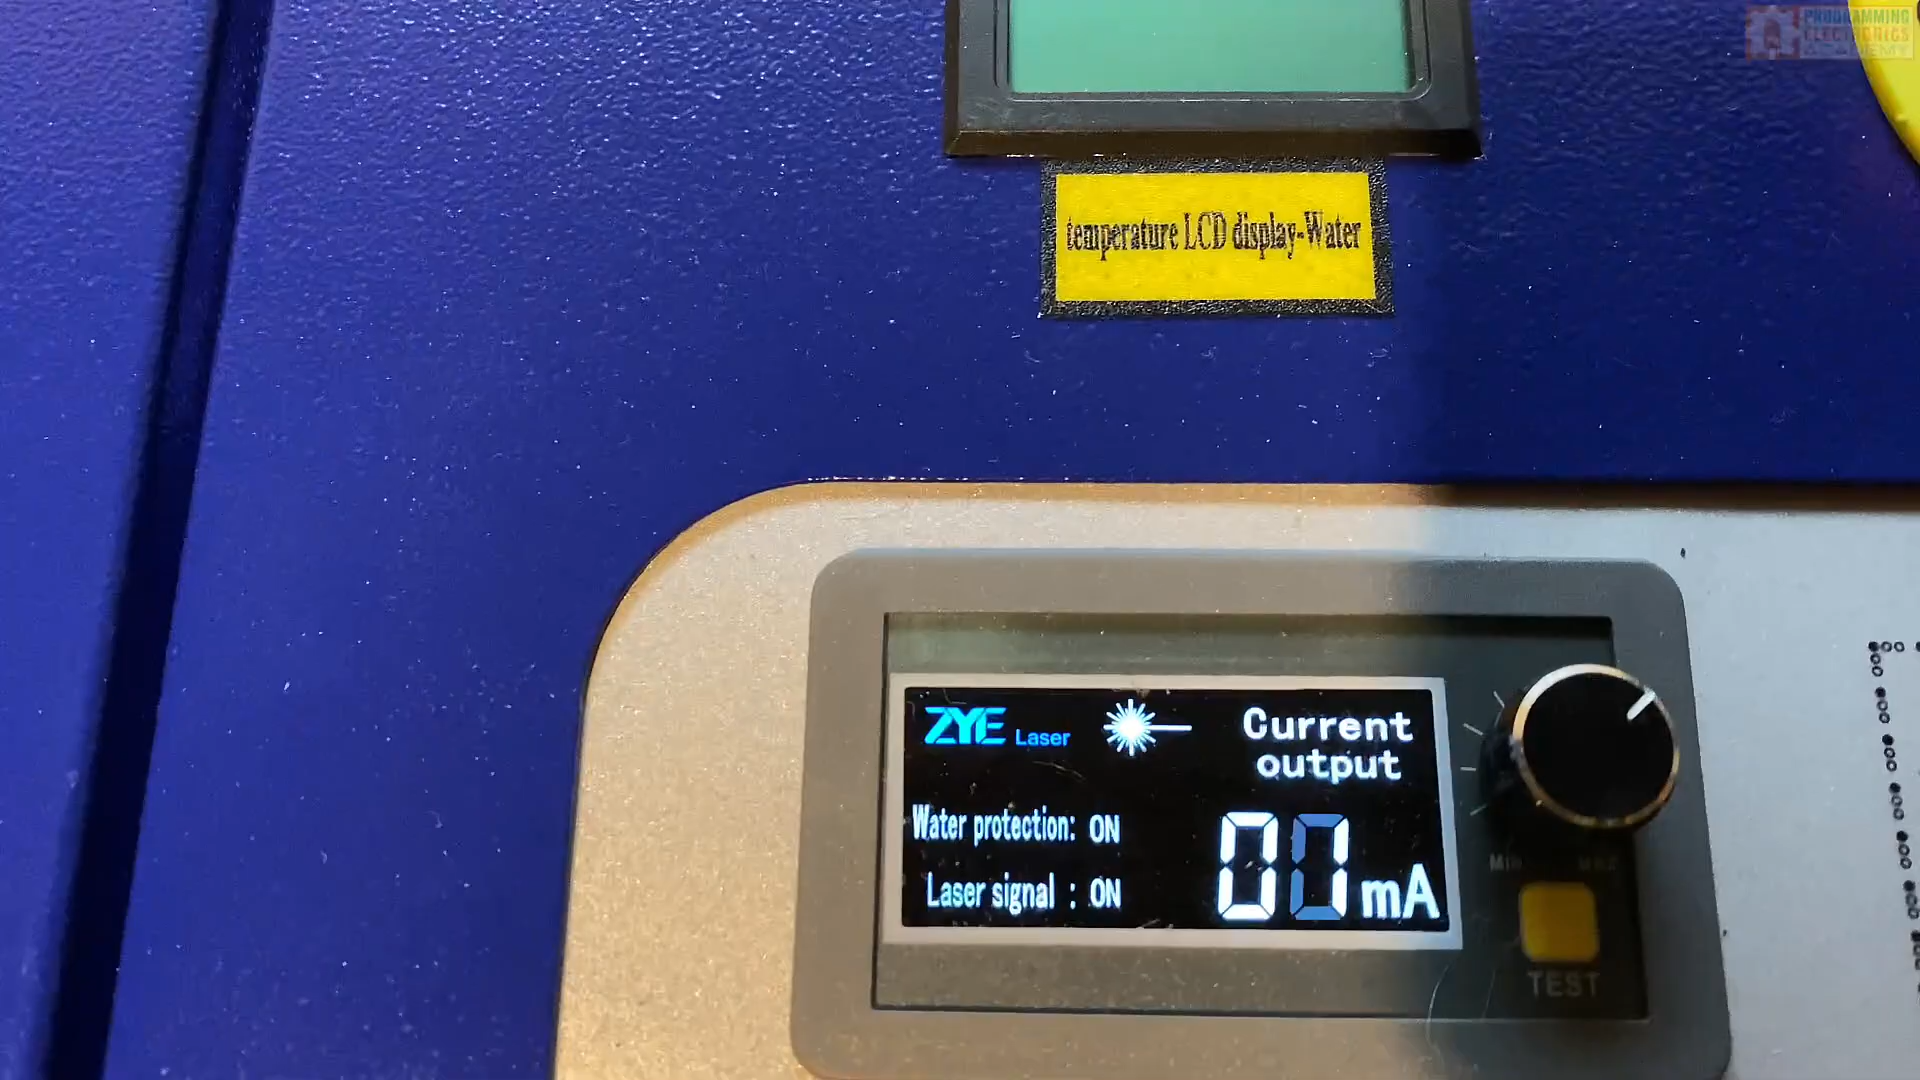 PROGRAMMING
ELECTRONICS
ACADEMY
temperature LCD display-Water
ZYE Laser
Current
output
Water protection: ON
Laser signal : ON
01 mA
Min
MAX
TEST